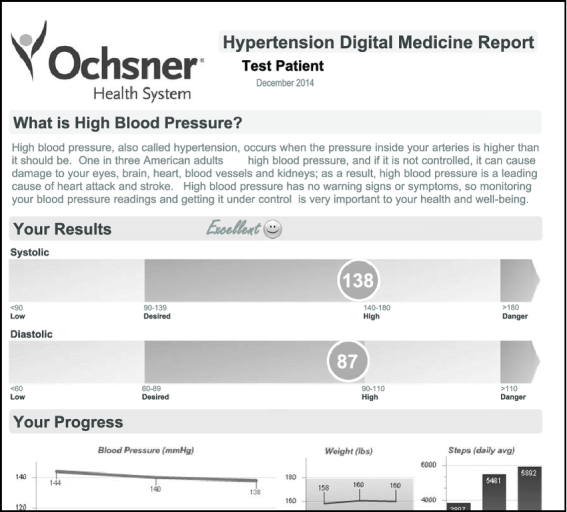 Ochsner
Health System
Hypertension Digital Medicine Report
Test Patient
December 2014
What is High Blood Pressure?
High blood pressure, also called hypertension, occurs when the pressure inside your arteries is higher than
it should be. One in three American adults high blood pressure, and if it is not controlled, it can cause
damage to your eyes, brain, heart, blood vessels and kidneys; as a result, high blood pressure is a leading
cause of heart attack and stroke. High blood pressure has no warning signs or symptoms, so monitoring
your blood pressure readings and getting it under control is very important to your health and well-being.
Your Results Excellent
Systolic
138
<90 90-139 140-180 >180
Low Desired High Danger
Diastolic
87
<60 60-89 90-110 >110
Low Desired High Danger
Your Progress
Blood Pressure (mmHg) Weight (lbs) Steps (daily avg)
140 144 140 138 120
180 158 160 160 160
6000 5892 5481 4000